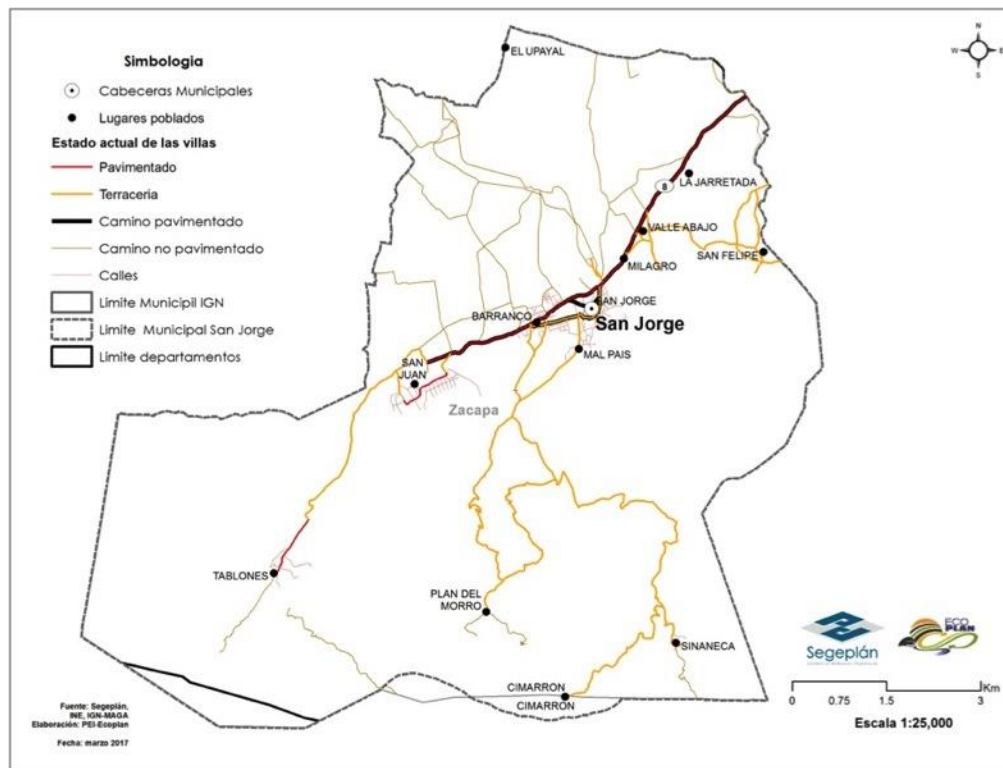 Simbologia
Cabeceras Municipales
Lugares poblados
Estado actual de las villas
Pavimentado
Terraceria
Camino pavimentado
Camino no pavimentado
Calles
Limite Municipil IGN
Limite Municipal San Jorge
Limite departamentos
N
W
E
S
EL UPAYAL
LA JARRETADA
8
VALLE ABAJO
SAN FELIPE
MILAGRO
SAN JORGE
BARRANCO
San Jorge
MAL PAIS
SAN
JUAN
Zacapa
TABLONES
PLAN DEL
MORRO
SINANECA
CIMARRON
CIMARRON
Segeplán
ECO
PLAN
Km
0 0.75 1.5 3
Escala 1:25,000
Fuente: Segeplán,
INE, IGN-MAGA
Elaboración: PEI-Ecoplan
Fecha: marzo 2017